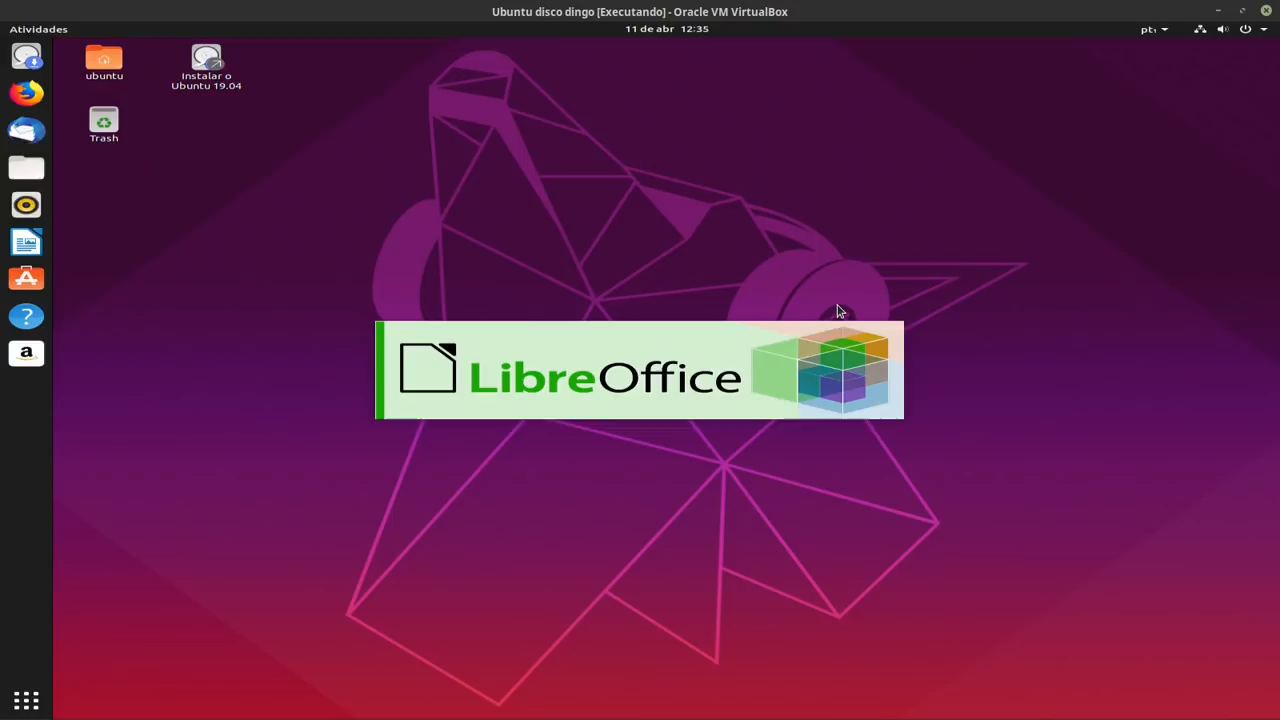 Ubuntu disco dingo [Executando] - Oracle VM VirtualBox
Atividades
11 de abr 12:35
pt₁
ubuntu
Instalar o
Ubuntu 19.04
Trash
LibreOffice
?
a